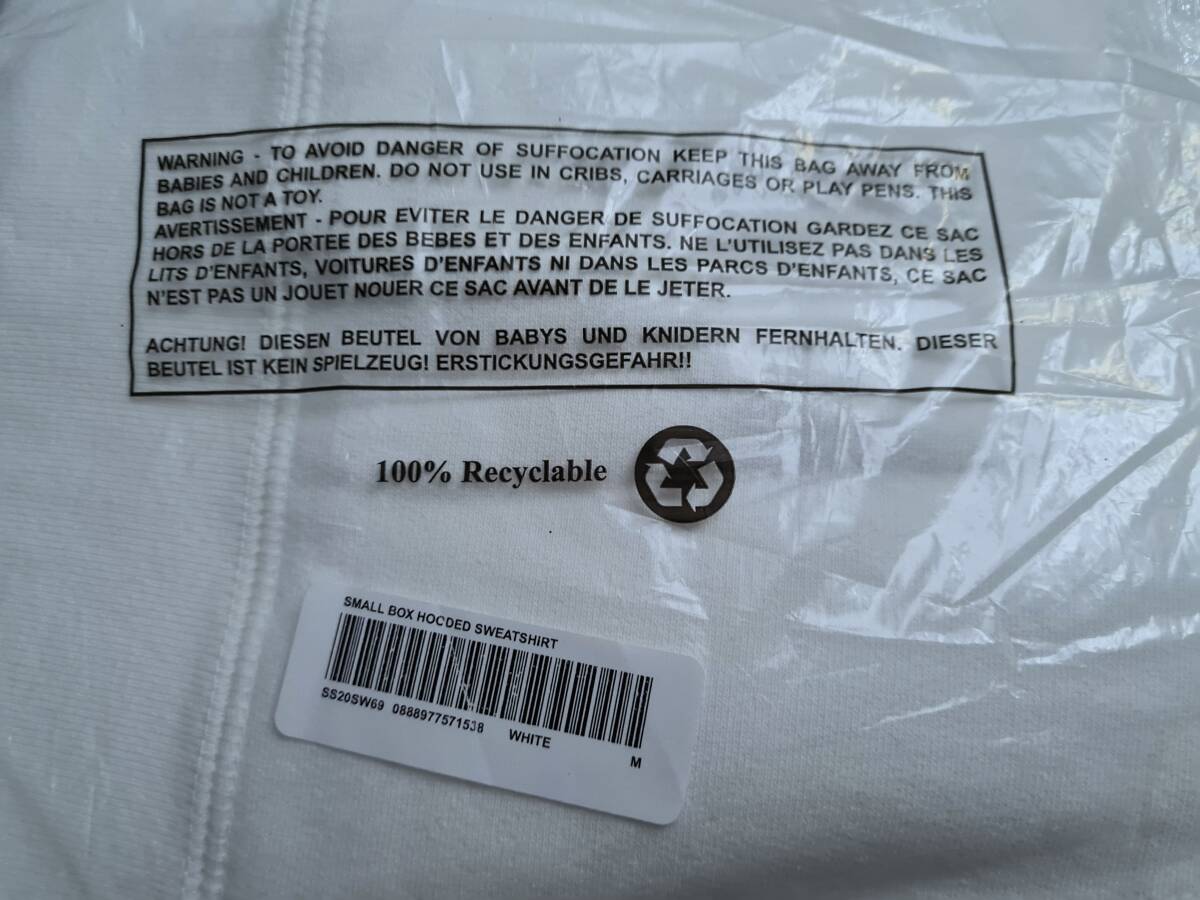 WARNING - TO AVOID DANGER OF SUFFOCATION KEEP THIS BAG AWAY FROM
BABIES AND CHILDREN. DO NOT USE IN CRIBS, CARRIAGES OR PLAY PENS. THIS
BAG IS NOT A TOY.
AVERTISSEMENT - POUR EVITER LE DANGER DE SUFFOCATION GARDEZ CE SAC
HORS DE LA PORTEE DES BEBES ET DES ENFANTS. NE L'UTILISEZ PAS DANS LES
LITS D'ENFANTS, VOITURES D'ENFANTS NI DANS LES PARCS D'ENFANTS, CE SAC
N'EST PAS UN JOUET NOUER CE SAC AVANT DE LE JETER.
ACHTUNG! DIESEN BEUTEL VON BABYS UND KNIDERN FERNHALTEN. DIESER
BEUTEL IST KEIN SPIELZEUG! ERSTICKUNGSGEFAHR!!
100% Recyclable
SMALL BOX HOODED SWEATSHIRT
SS20SW69 0888977571538 WHITE
M